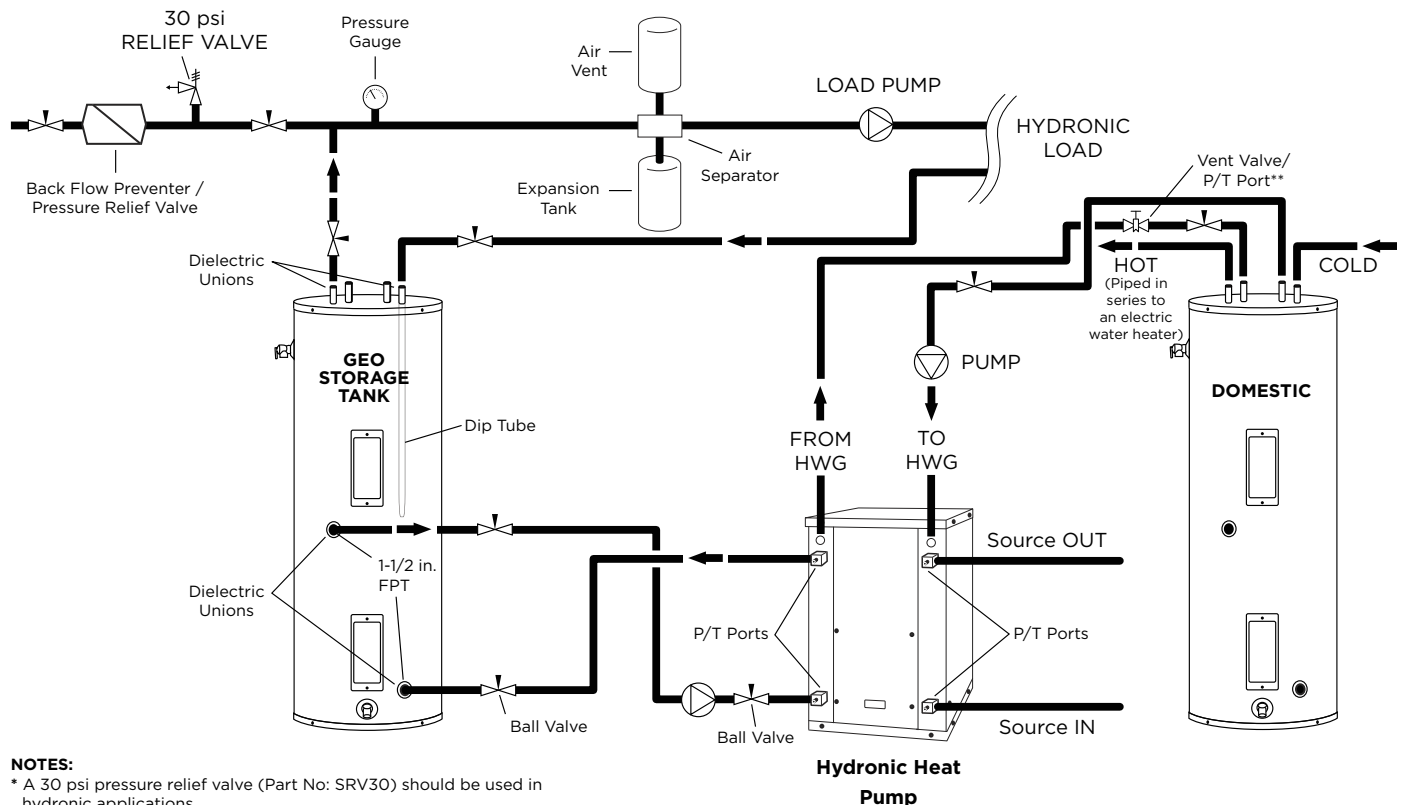 30 psi
RELIEF VALVE
Pressure
Gauge
Air
Vent
LOAD PUMP
HYDRONIC
LOAD
Back Flow Preventer /
Pressure Relief Valve
Air
Separator
Expansion
Tank
Vent Valve/
P/T Port**
Dielectric
Unions
HOT
(Piped in
series to
an electric
water heater)
COLD
GEO
STORAGE
TANK
PUMP
DOMESTIC
Dip Tube
FROM
HWG
TO
HWG
Source OUT
1-1/2 in.
FPT
Dielectric
Unions
P/T Ports
P/T Ports
Ball Valve
Ball Valve
Source IN
Hydronic Heat
Pump
NOTES:
* A 30 psi pressure relief valve (Part No: SRV30) should be used in
hydronic applications.